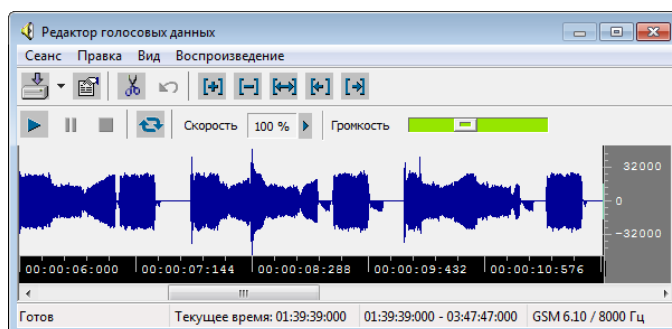 Редактор голосовых данных
Сеанс Правка Вид Воспроизведение
Скорость 100 % Громкость
32000
0
-32000
00:00:06:000 00:00:07:144 00:00:08:288 00:00:09:432 00:00:10:576
Готов Текущее время: 01:39:39:000 01:39:39:000 - 03:47:47:000 GSM 6.10 / 8000 Гц